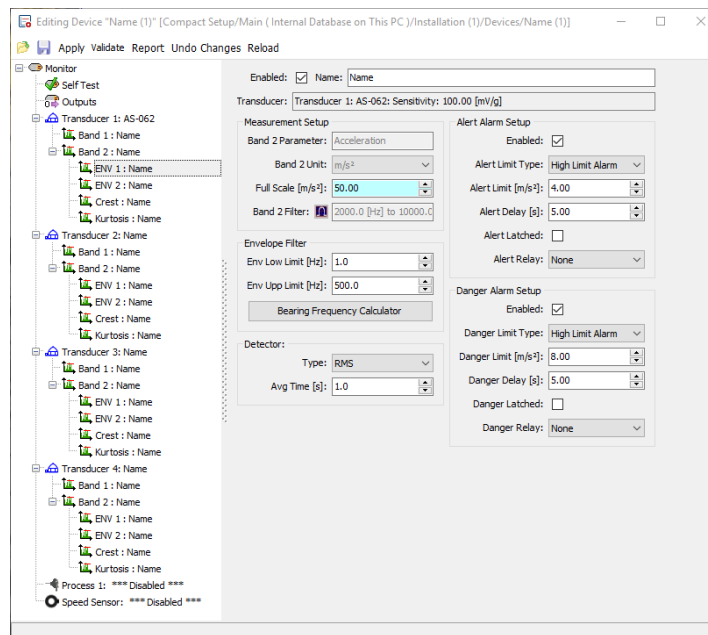 Editing Device "Name (1)" [Compact Setup/Main ( Internal Database on This PC )/Installation (1)/Devices/Name (1)]
Apply Validate Report Undo Changes Reload
Monitor
Self Test
Outputs
Transducer 1: AS-062
Band 1 : Name
Band 2 : Name
ENV 1 : Name
ENV 2 : Name
Crest : Name
Kurtosis : Name
Transducer 2: Name
Band 1 : Name
Band 2 : Name
ENV 1 : Name
ENV 2 : Name
Crest : Name
Kurtosis : Name
Transducer 3: Name
Band 1 : Name
Band 2 : Name
ENV 1 : Name
ENV 2 : Name
Crest : Name
Kurtosis : Name
Transducer 4: Name
Band 1 : Name
Band 2 : Name
ENV 1 : Name
ENV 2 : Name
Crest : Name
Kurtosis : Name
Process 1: *** Disabled ***
Speed Sensor: *** Disabled ***
Enabled: Name: Name
Transducer: Transducer 1: AS-062: Sensitivity: 100.00 [mV/g]
Measurement Setup
Band 2 Parameter: Acceleration
Band 2 Unit: m/s²
Full Scale [m/s²]: 50.00
Band 2 Filter: 2000.0 [Hz] to 10000.0
Envelope Filter
Env Low Limit [Hz]: 1.0
Env Upp Limit [Hz]: 500.0
Bearing Frequency Calculator
Detector:
Type: RMS
Avg Time [s]: 1.0
Alert Alarm Setup
Enabled:
Alert Limit Type: High Limit Alarm
Alert Limit [m/s²]: 4.00
Alert Delay [s]: 5.00
Alert Latched:
Alert Relay: None
Danger Alarm Setup
Enabled:
Danger Limit Type: High Limit Alarm
Danger Limit [m/s²]: 8.00
Danger Delay [s]: 5.00
Danger Latched:
Danger Relay: None